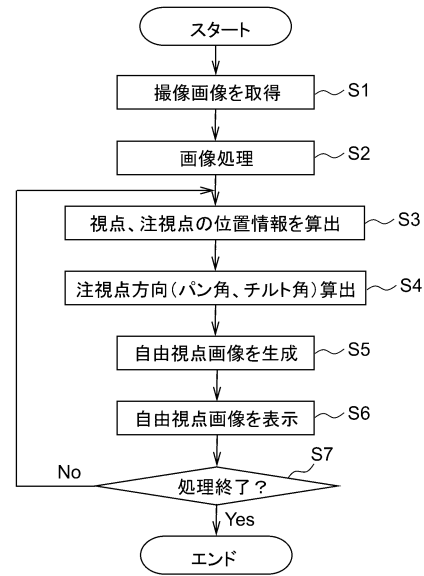 スタート
撮像画像を取得 S1
画像処理 S2
視点、注視点の位置情報を算出 S3
注視点方向(パン角、チルト角)算出 S4
自由視点画像を生成 S5
自由視点画像を表示 S6
S7
No 処理終了?
Yes
エンド